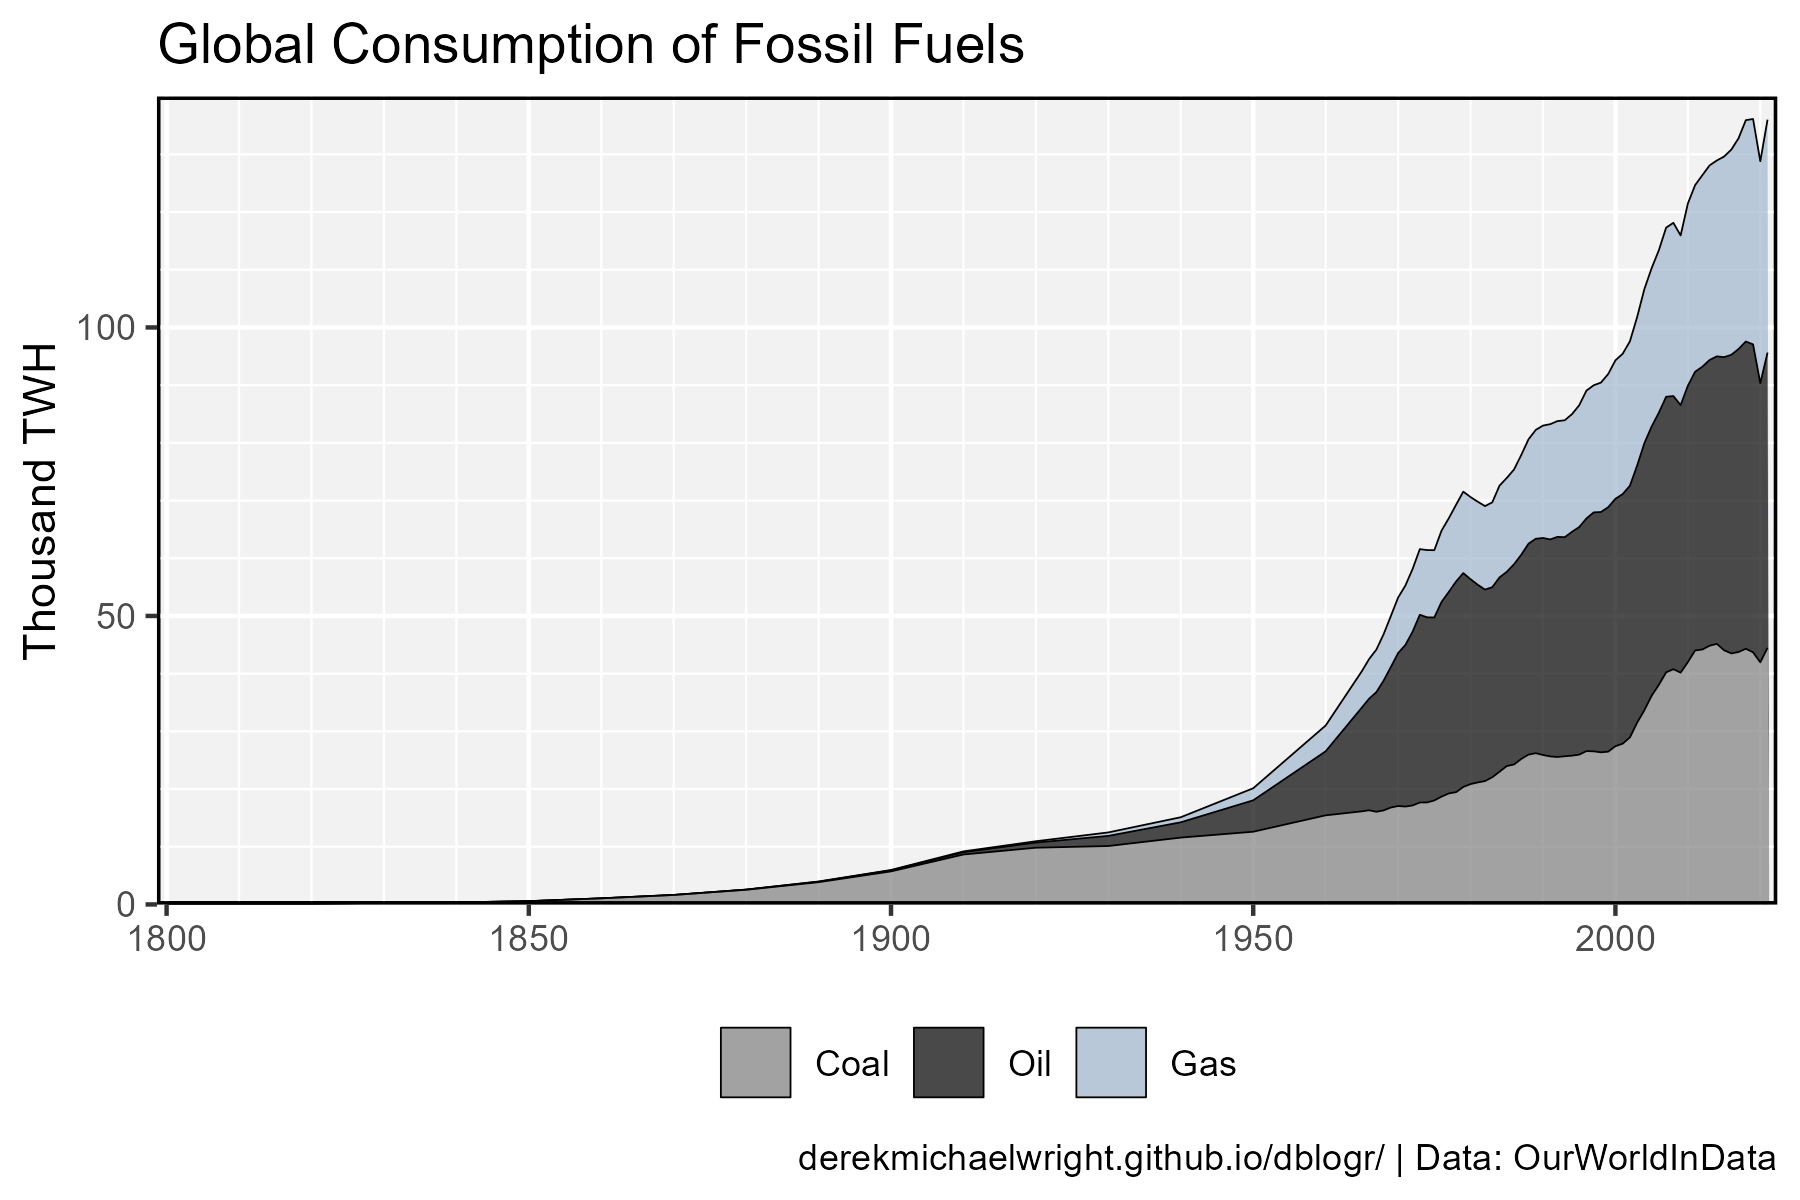 Global Consumption of Fossil Fuels
Thousand TWH
100
50
0
1800 1850 1900 1950 2000
Coal Oil Gas
derekmichaelwright.github.io/dblogr/ | Data: OurWorldInData